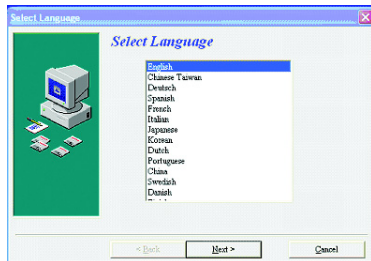 Select Language
Select Language
English
Chinese Taiwan
Deutsch
Spanish
French
Italian
Japanese
Korean
Dutch
Portuguese
China
Swedish
Danish
< Back
Next >
Cancel